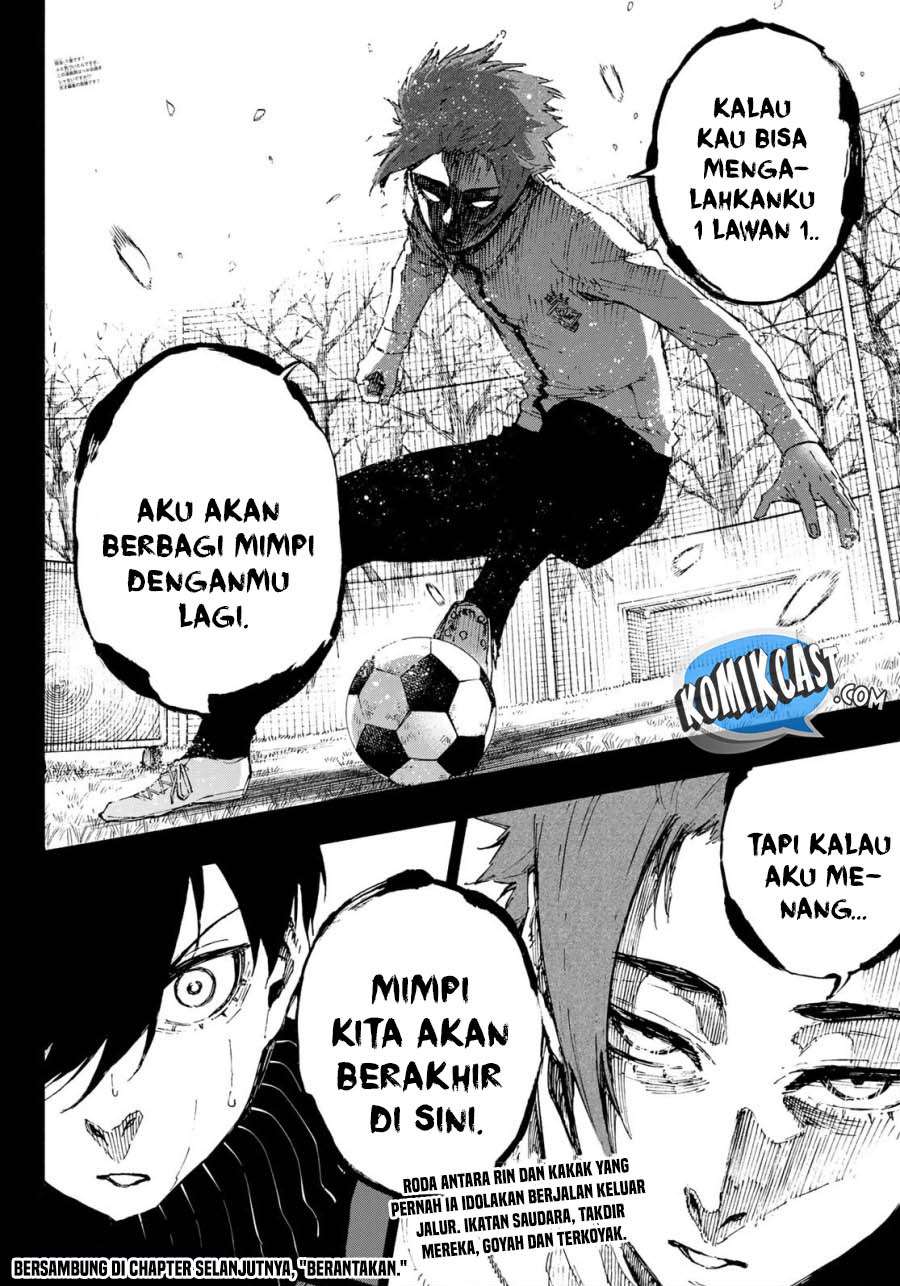 KALAU
KAU BISA
MENGA-
LAHKANKU
1 LAWAN 1..
AKU AKAN
BERBAGI MIMPI
DENGANMU
LAGI.
KOMIKCAST
.COM
TAPI KALAU
AKU ME-
NANG...
MIMPI
KITA AKAN
BERAKHIR
DI SINI.
RODA ANTARA RIN DAN KAKAK YANG
PERNAH IA IDOLAKAN BERJALAN KELUAR
JALUR. IKATAN SAUDARA, TAKDIR
MEREKA, GOYAH DAN TERKOYAK.
BERSAMBUNG DI CHAPTER SELANJUTNYA, "BERANTAKAN."